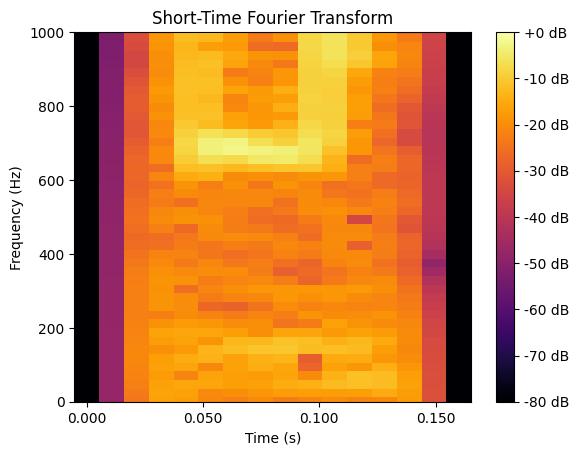 Short-Time Fourier Transform
1000
800
600
400
200
0
Frequency (Hz)
0.000
0.050
0.100
0.150
Time (s)
+0 dB
-10 dB
-20 dB
-30 dB
-40 dB
-50 dB
-60 dB
-70 dB
-80 dB